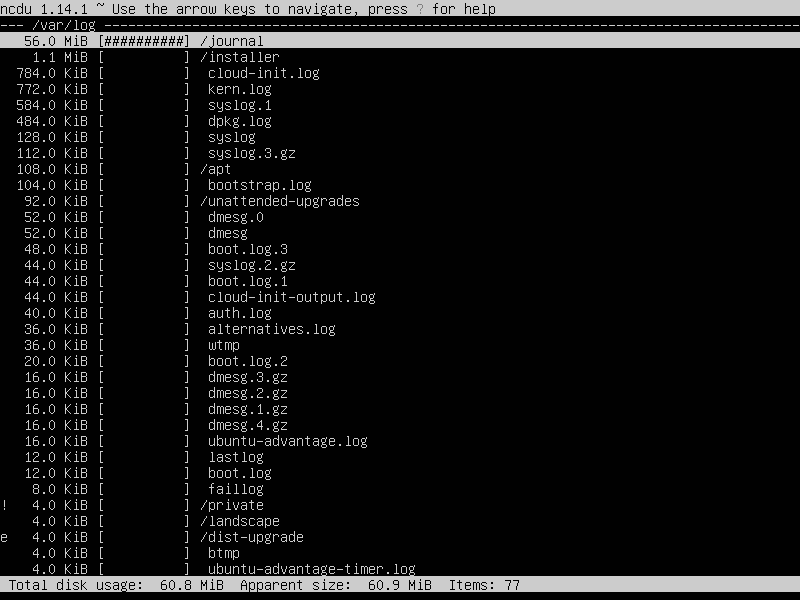 ncdu 1.14.1 ~ Use the arrow keys to navigate, press ? for help
--- /var/log ---------------------------------------------------------------------------------------
   56.0 MiB [##########] /journal
    1.1 MiB [          ] /installer
  784.0 KiB [          ]  cloud-init.log
  772.0 KiB [          ]  kern.log
  584.0 KiB [          ]  syslog.1
  484.0 KiB [          ]  dpkg.log
  128.0 KiB [          ]  syslog
  112.0 KiB [          ]  syslog.3.gz
  108.0 KiB [          ] /apt
  104.0 KiB [          ]  bootstrap.log
   92.0 KiB [          ] /unattended-upgrades
   52.0 KiB [          ]  dmesg.0
   52.0 KiB [          ]  dmesg
   48.0 KiB [          ]  boot.log.3
   44.0 KiB [          ]  syslog.2.gz
   44.0 KiB [          ]  boot.log.1
   44.0 KiB [          ]  cloud-init-output.log
   40.0 KiB [          ]  auth.log
   36.0 KiB [          ]  alternatives.log
   36.0 KiB [          ]  wtmp
   20.0 KiB [          ]  boot.log.2
   16.0 KiB [          ]  dmesg.3.gz
   16.0 KiB [          ]  dmesg.2.gz
   16.0 KiB [          ]  dmesg.1.gz
   16.0 KiB [          ]  dmesg.4.gz
   16.0 KiB [          ]  ubuntu-advantage.log
   12.0 KiB [          ]  lastlog
   12.0 KiB [          ]  boot.log
    8.0 KiB [          ]  faillog
!   4.0 KiB [          ] /private
    4.0 KiB [          ] /landscape
e   4.0 KiB [          ] /dist-upgrade
    4.0 KiB [          ]  btmp
    4.0 KiB [          ]  ubuntu-advantage-timer.log
 Total disk usage:  60.8 MiB  Apparent size:  60.9 MiB  Items: 77